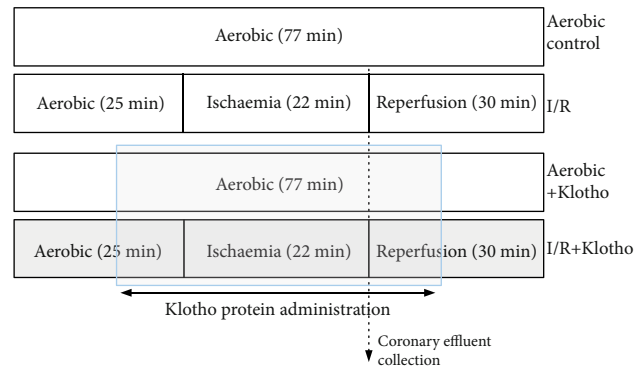 Aerobic (77 min)
Aerobic
control
Aerobic (25 min)
Ischaemia (22 min)
Reperfusion (30 min)
I/R
Aerobic (77 min)
Aerobic
+Klotho
Aerobic (25 min)
Ischaemia (22 min)
Reperfusion (30 min)
I/R+Klotho
Klotho protein administration
Coronary effluent
collection